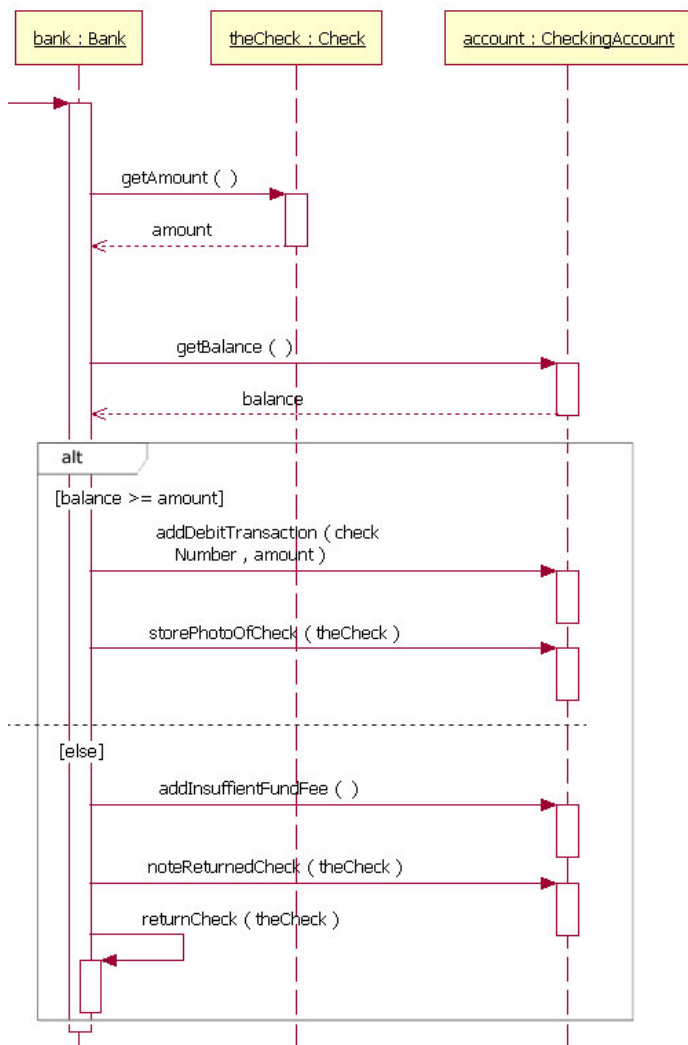 bank : Bank
theCheck : Check
account : CheckingAccount
getAmount ( )
amount
getBalance ( )
balance
alt
[balance >= amount]
addDebitTransaction ( check
Number , amount )
storePhotoOfCheck ( theCheck )
[else]
addInsuffientFundFee ( )
noteReturnedCheck ( theCheck )
returnCheck ( theCheck )